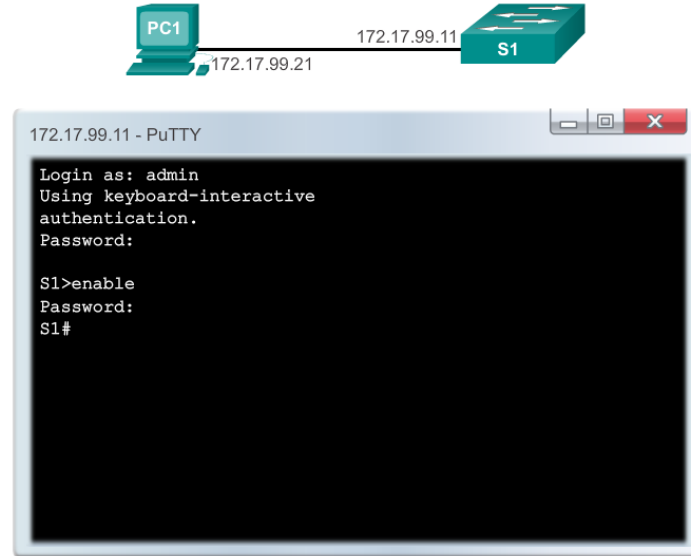 PC1
172.17.99.11
S1
172.17.99.21
172.17.99.11 - PuTTY
Login as: admin
Using keyboard-interactive
authentication.
Password:
S1>enable
Password:
S1#